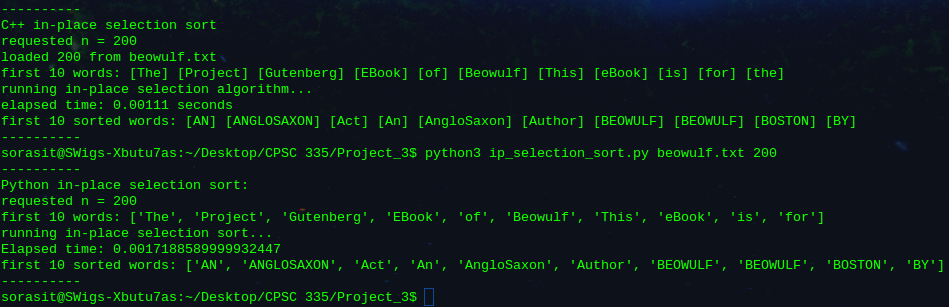 ----------
C++ in-place selection sort
requested n = 200
loaded 200 from beowulf.txt
first 10 words: [The] [Project] [Gutenberg] [EBook] [of] [Beowulf] [This] [eBook] [is] [for] [the]
running in-place selection algorithm...
elapsed time: 0.00111 seconds
first 10 sorted words: [AN] [ANGLOSAXON] [Act] [An] [AngloSaxon] [Author] [BEOWULF] [BEOWULF] [BOSTON] [BY]
----------
sorasit@SWigs-Xbutu7as:~/Desktop/CPSC 335/Project_3$ python3 ip_selection_sort.py beowulf.txt 200
----------
Python in-place selection sort:
requested n = 200
first 10 words: ['The', 'Project', 'Gutenberg', 'EBook', 'of', 'Beowulf', 'This', 'eBook', 'is', 'for']
running in-place selection sort...
Elapsed time: 0.0017188589999932447
first 10 sorted words: ['AN', 'ANGLOSAXON', 'Act', 'An', 'AngloSaxon', 'Author', 'BEOWULF', 'BEOWULF', 'BOSTON', 'BY']
----------
sorasit@SWigs-Xbutu7as:~/Desktop/CPSC 335/Project_3$